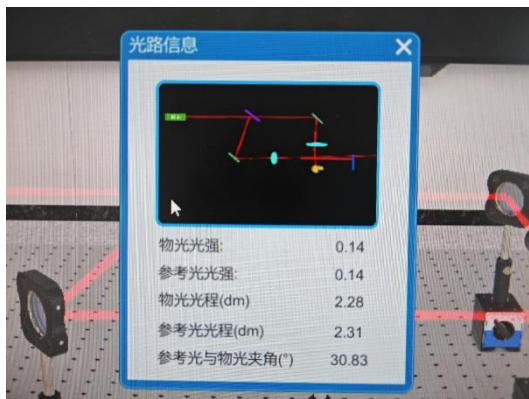 光路信息
物光光强: 0.14
参考光光强: 0.14
物光光程(dm) 2.28
参考光光程(dm) 2.31
参考光与物光夹角(°) 30.83